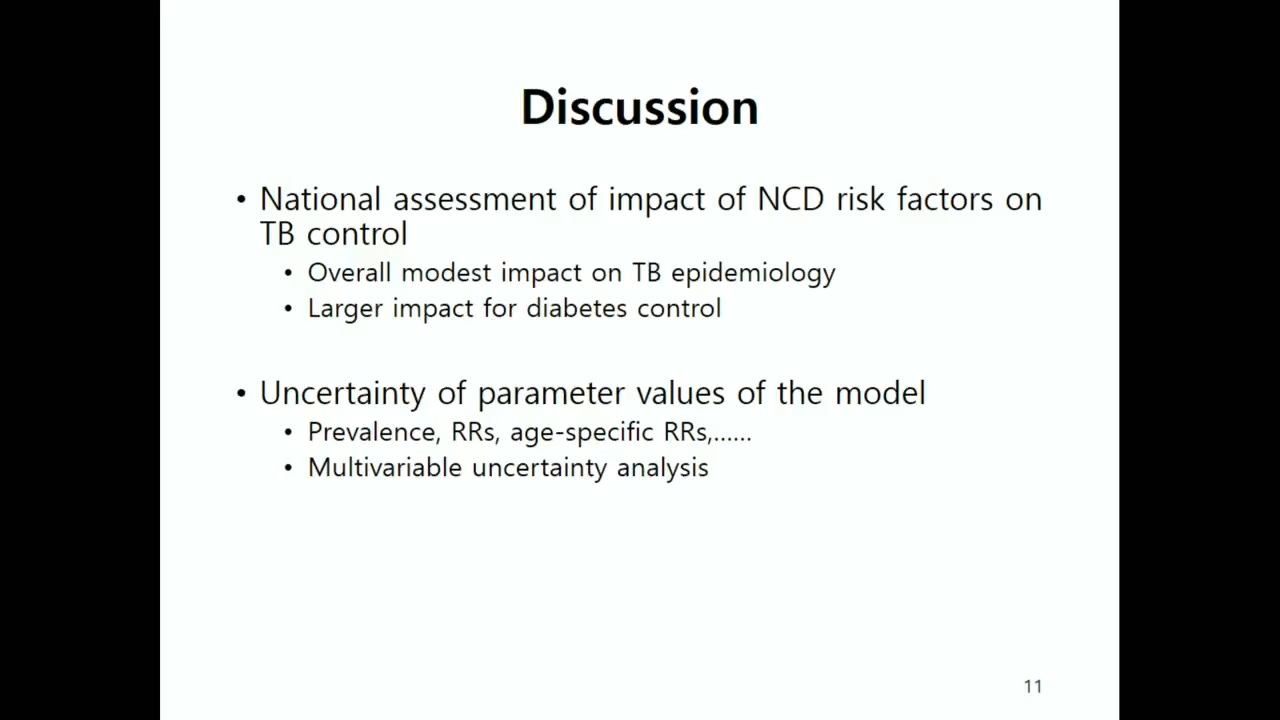 Discussion
• National assessment of impact of NCD risk factors on
TB control
• Overall modest impact on TB epidemiology
• Larger impact for diabetes control
• Uncertainty of parameter values of the model
• Prevalence, RRs, age-specific RRs,......
• Multivariable uncertainty analysis
11